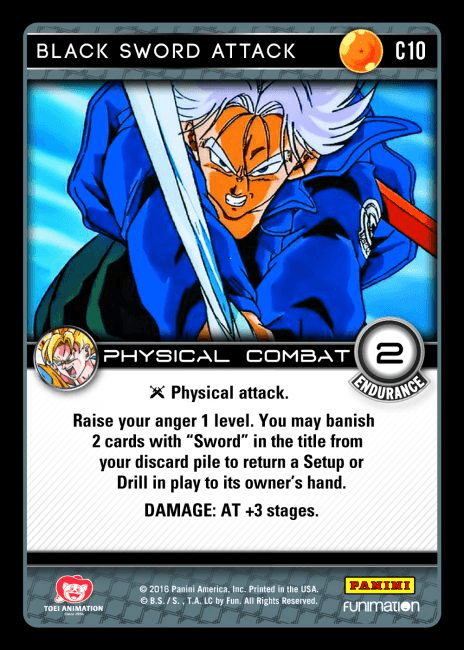 BLACK SWORD ATTACK C10
PHYSICAL COMBAT 2
ENDURANCE
Physical attack.
Raise your anger 1 level. You may banish
2 cards with “Sword” in the title from
your discard pile to return a Setup or
Drill in play to its owner’s hand.
DAMAGE: AT +3 stages.
TOEI ANIMATION
© 2016 Panini America, Inc. Printed in the USA.
© B.S. / S. , T.A. LC by Fun. All Rights Reserved.
PANINI
FUNIMATION